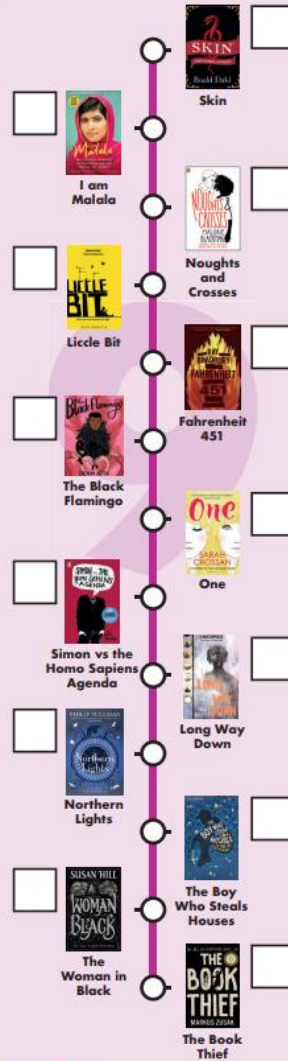 SKIN
Roald Dahl
Skin
Malala
I am
Malala
NOUGHTS
&
CROSSES
MALORIE
BLACKMAN
Noughts
and
Crosses
LICCLE
BIT
Liccle Bit
RAY
BRADBURY
FAHRENHEIT
451
Fahrenheit
451
The
Black Flamingo
DEAN ATTA
The Black
Flamingo
One
SARAH
CROSSAN
One
SIMON VS. THE
HOMO SAPIENS
AGENDA
Simon vs the
Homo Sapiens
Agenda
LONG
WAY
DOWN
Long Way
Down
PHILIP PULLMAN
Northern
Lights
Northern
Lights
THE
BOY WHO
STEALS
HOUSES
The Boy
Who Steals
Houses
SUSAN HILL
THE
WOMAN
IN
BLACK
The
Woman in
Black
THE
BOOK
THIEF
MARKUS ZUSAK
The Book
Thief
9